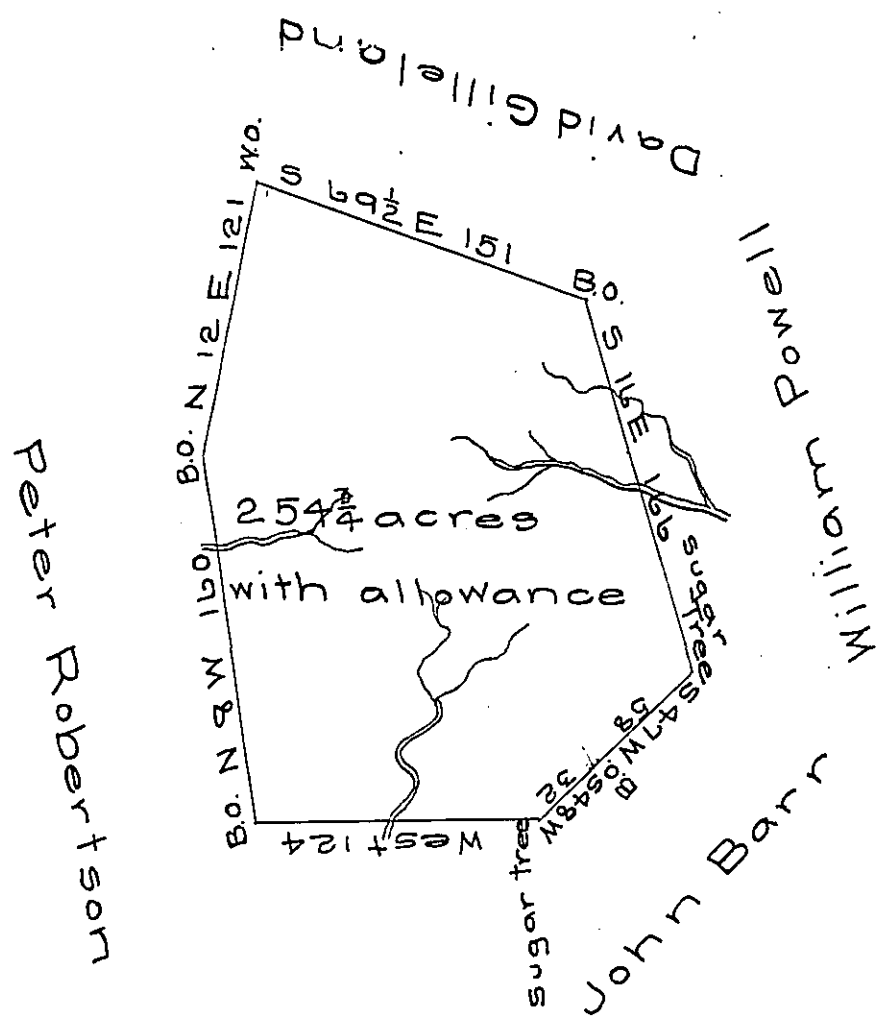 David Gilleland
W.O.
S 69½ E 151
B.O.
S 16 E 166
William Powell
sugar
Tree
S 47 W 58
B.O.
S 48 W 32
John Barr
sugar tree
West 124
B.O.
N 8 W 160
Peter Robertson
B.O.
N 12 E 121
254¾ acres
with allowance